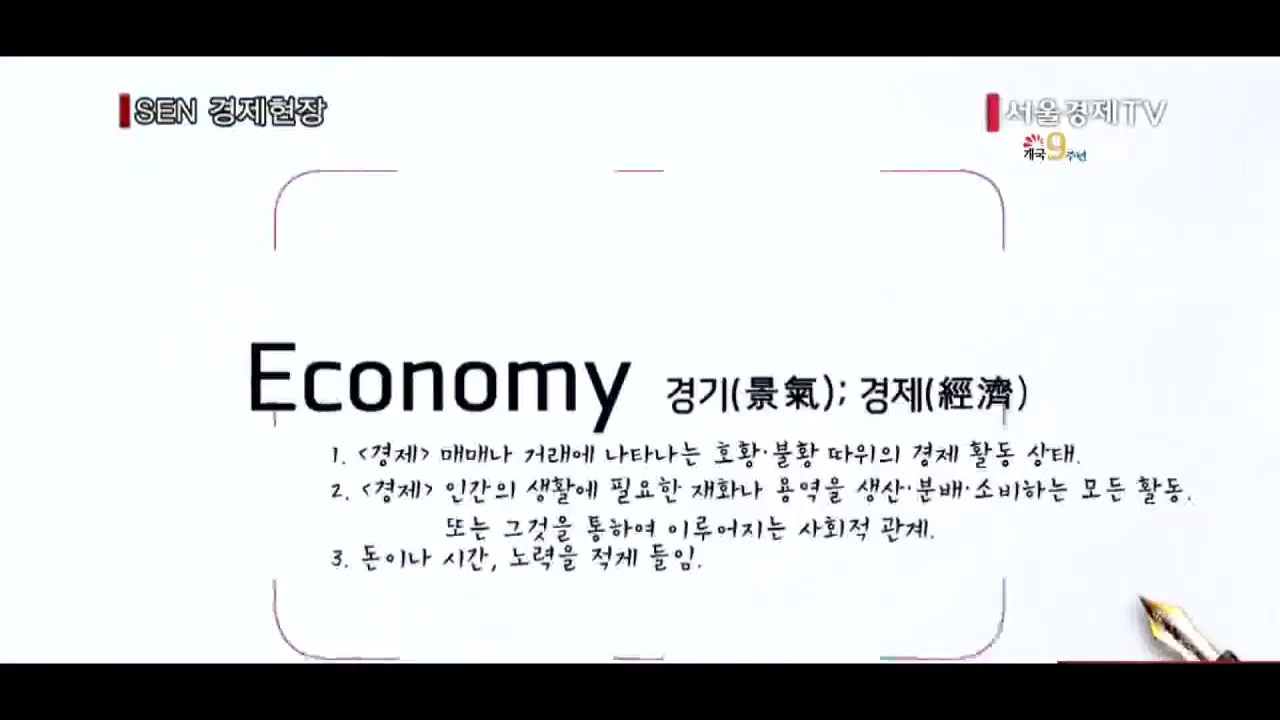 SEN 경제현장
서울경제TV
개국9주년
Economy 경기(景氣); 경제(經濟)
1. <경제> 매매나 거래에 나타나는 호황·불황 따위의 경제 활동 상태.
2. <경제> 인간의 생활에 필요한 재화나 용역을 생산·분배·소비하는 모든 활동.
또는 그것을 통하여 이루어지는 사회적 관계.
3. 돈이나 시간, 노력을 적게 들임.